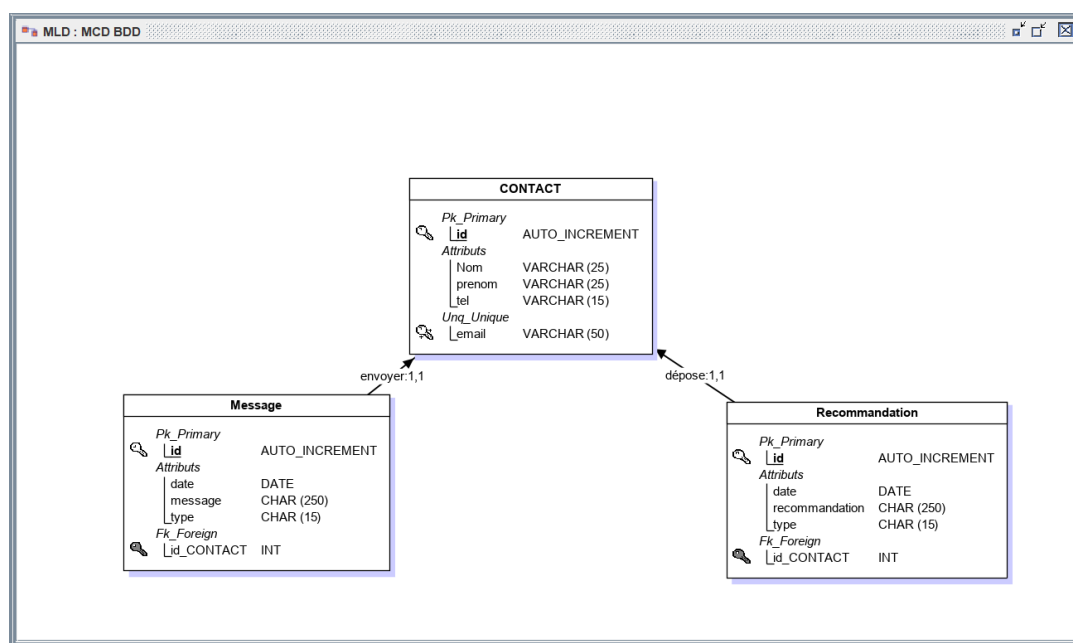 MLD : MCD BDD
CONTACT
Pk_Primary
id AUTO_INCREMENT
Attributs
Nom VARCHAR (25)
prenom VARCHAR (25)
tel VARCHAR (15)
Unq_Unique
email VARCHAR (50)
envoyer:1,1
dépose:1,1
Message
Pk_Primary
id AUTO_INCREMENT
Attributs
date DATE
message CHAR (250)
type CHAR (15)
Fk_Foreign
id_CONTACT INT
Recommandation
Pk_Primary
id AUTO_INCREMENT
Attributs
date DATE
recommandation CHAR (250)
type CHAR (15)
Fk_Foreign
id_CONTACT INT